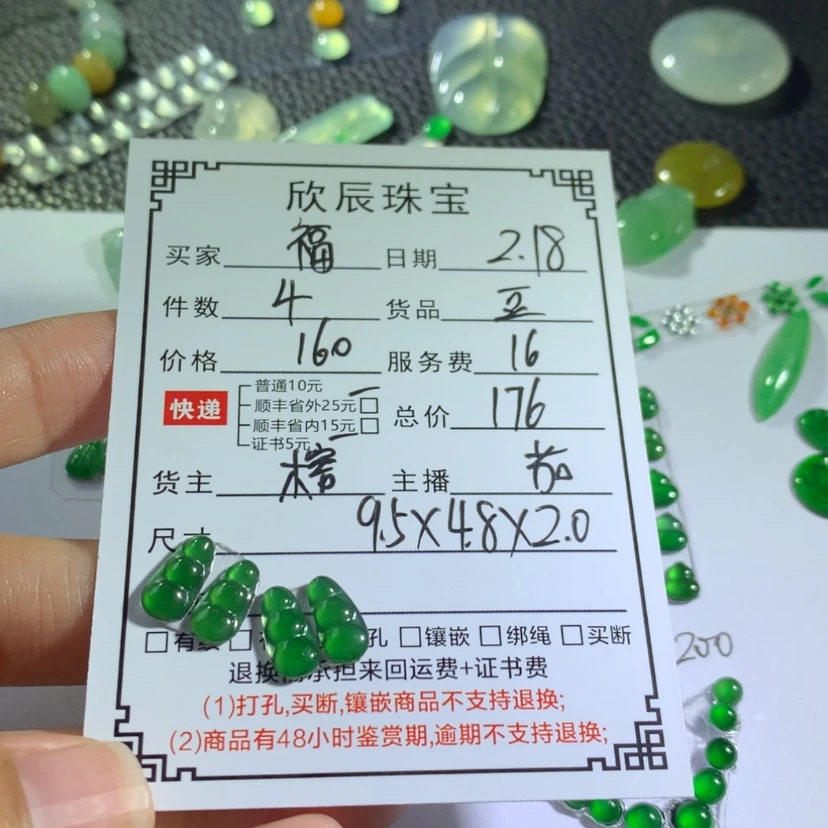 欣辰珠宝
买家 福 日期 2.18
件数 4 货品 豆
价格 160 服务费 16
快递 普通10元
顺丰省外25元□
顺丰省内15元□
证书5元
总价 176
货主 主播
尺寸 9.5X4.8X2.0
□有 孔 □镶嵌 □绑绳 □买断
退换 承担来回运费+证书费
(1)打孔,买断,镶嵌商品不支持退换;
(2)商品有48小时鉴赏期,逾期不支持退换;
200